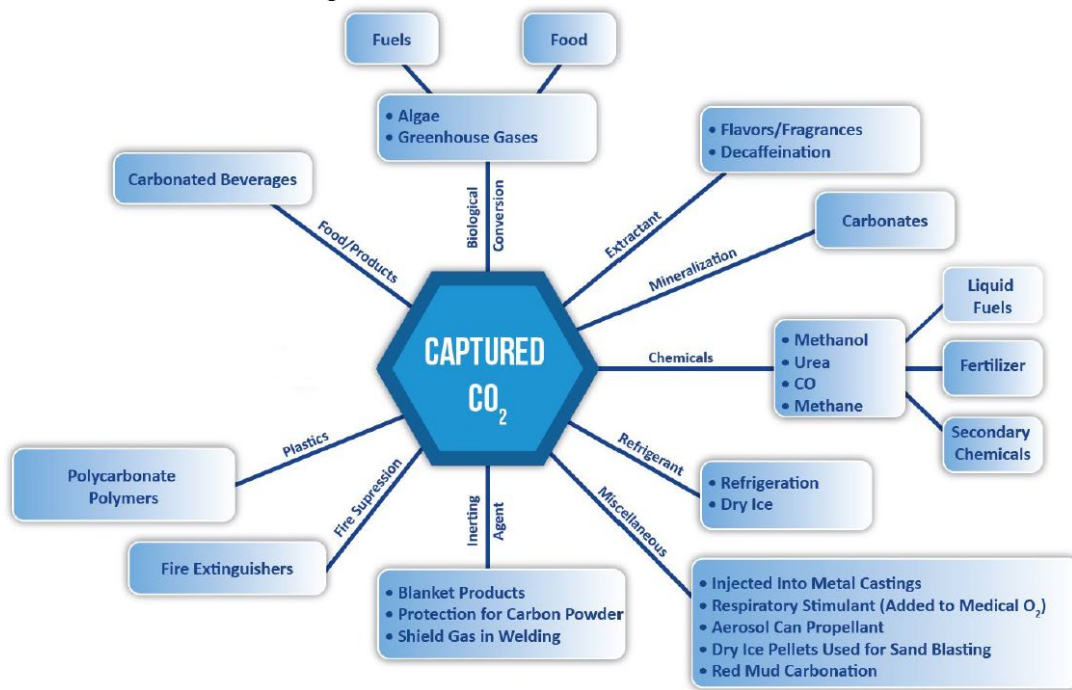 Fuels
Food
• Algae
• Greenhouse Gases
Biological
Conversion
• Flavors/Fragrances
• Decaffeination
Extractant
Carbonated Beverages
Food/Products
Carbonates
Mineralization
CAPTURED
CO₂
Chemicals
• Methanol
• Urea
• CO
• Methane
Liquid
Fuels
Fertilizer
Secondary
Chemicals
Refrigerant
• Refrigeration
• Dry Ice
Plastics
Polycarbonate
Polymers
Fire Supression
Fire Extinguishers
Inerting
Agent
• Blanket Products
• Protection for Carbon Powder
• Shield Gas in Welding
Miscellaneous
• Injected Into Metal Castings
• Respiratory Stimulant (Added to Medical O₂)
• Aerosol Can Propellant
• Dry Ice Pellets Used for Sand Blasting
• Red Mud Carbonation